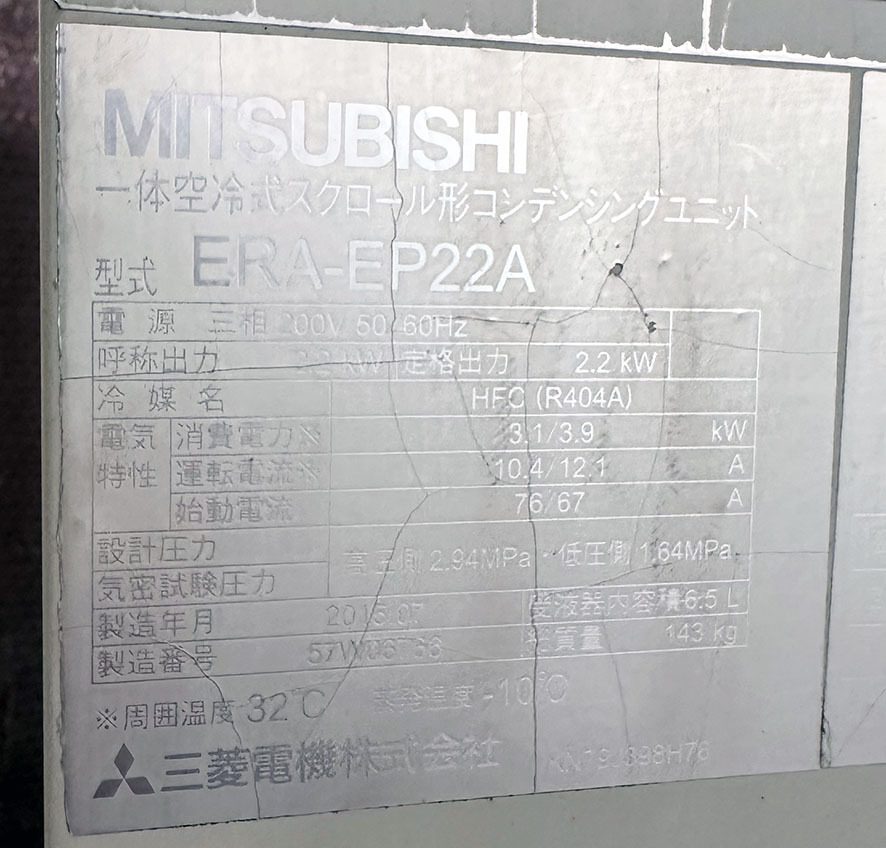 MITSUBISHI
一体空冷式スクロール形コンデンシングユニット
型式 ERA-EP22A
電源 三相 200V 50/60Hz
呼称出力 2.2 kW 定格出力 2.2 kW
冷媒名 HFC (R404A)
電気特性 消費電力※ 3.1/3.9 kW
運転電流※ 10.4/12.1 A
始動電流 76/67 A
設計圧力
気密試験圧力 高圧側 2.94MPa・低圧側 1.64MPa
製造年月 2015.07 受液器内容積 6.5 L
製造番号 総質量 143 kg
※周囲温度 32℃ 蒸発温度 -10℃
三菱電機株式会社